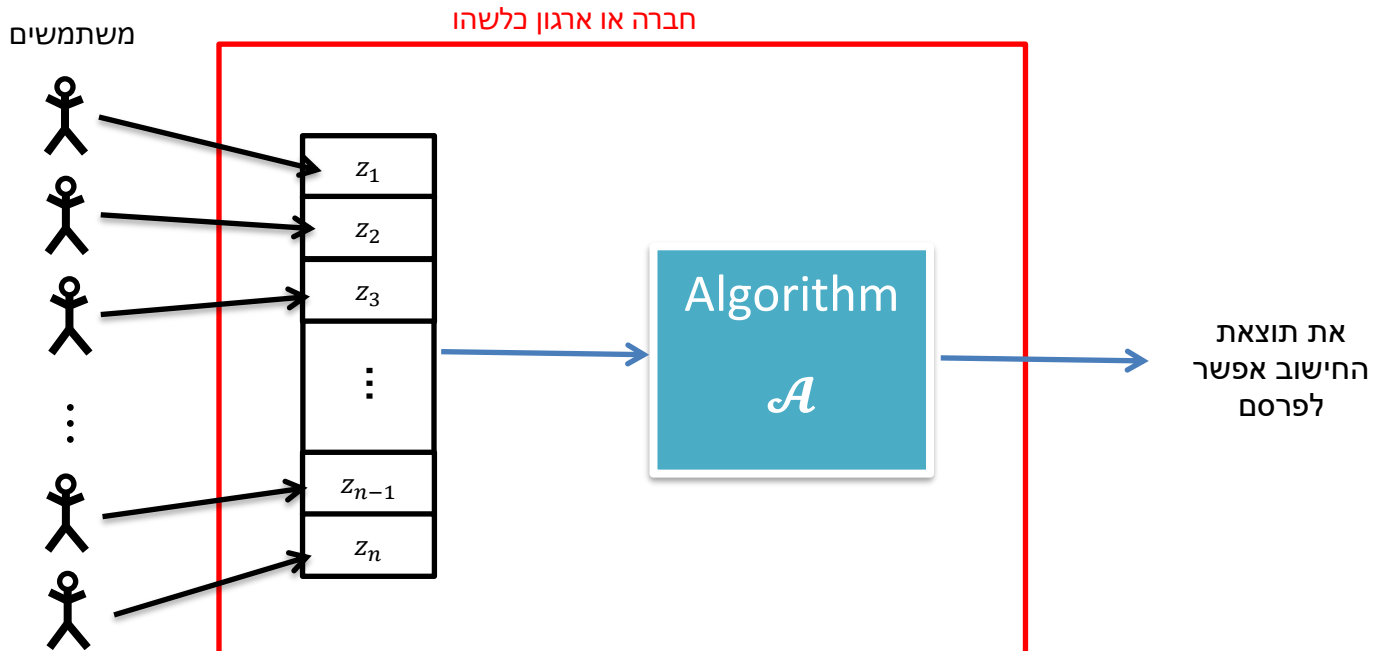 חברה או ארגון כלשהו
משתמשים
z₁
z₂
z₃
⋮
zₙ₋₁
zₙ
Algorithm
𝓐
את תוצאת
החישוב אפשר
לפרסם